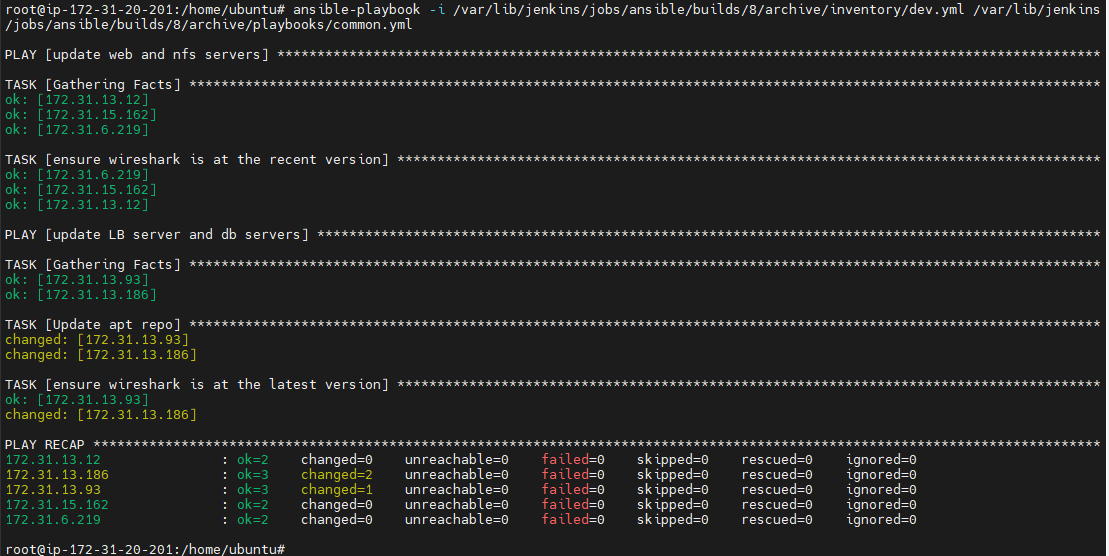 root@ip-172-31-20-201:/home/ubuntu# ansible-playbook -i /var/lib/jenkins/jobs/ansible/builds/8/archive/inventory/dev.yml /var/lib/jenkins
/jobs/ansible/builds/8/archive/playbooks/common.yml
PLAY [update web and nfs servers] *******************************************************************************************************
TASK [Gathering Facts] ******************************************************************************************************************
ok: [172.31.13.12]
ok: [172.31.15.162]
ok: [172.31.6.219]
TASK [ensure wireshark is at the recent version] ****************************************************************************************
ok: [172.31.6.219]
ok: [172.31.15.162]
ok: [172.31.13.12]
PLAY [update LB server and db servers] **************************************************************************************************
TASK [Gathering Facts] ******************************************************************************************************************
ok: [172.31.13.93]
ok: [172.31.13.186]
TASK [Update apt repo] ******************************************************************************************************************
changed: [172.31.13.93]
changed: [172.31.13.186]
TASK [ensure wireshark is at the latest version] ****************************************************************************************
ok: [172.31.13.93]
changed: [172.31.13.186]
PLAY RECAP ******************************************************************************************************************************
172.31.13.12               : ok=2    changed=0    unreachable=0    failed=0    skipped=0    rescued=0    ignored=0
172.31.13.186              : ok=3    changed=2    unreachable=0    failed=0    skipped=0    rescued=0    ignored=0
172.31.13.93               : ok=3    changed=1    unreachable=0    failed=0    skipped=0    rescued=0    ignored=0
172.31.15.162              : ok=2    changed=0    unreachable=0    failed=0    skipped=0    rescued=0    ignored=0
172.31.6.219               : ok=2    changed=0    unreachable=0    failed=0    skipped=0    rescued=0    ignored=0
root@ip-172-31-20-201:/home/ubuntu#